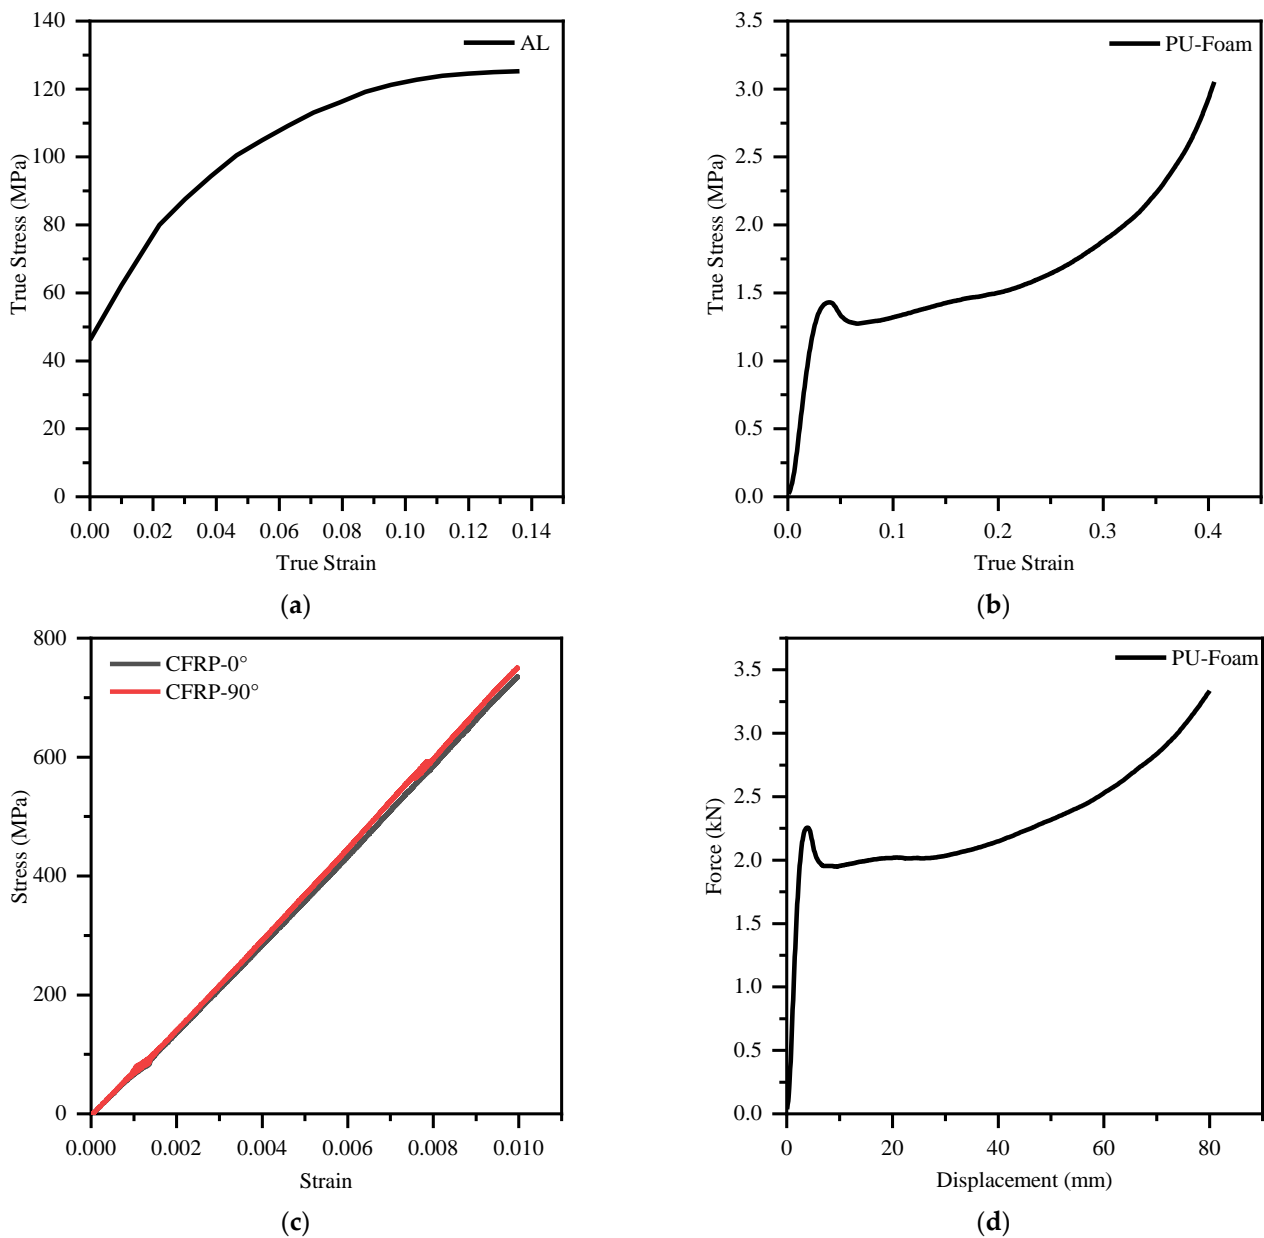 140
120
100
80
60
40
20
0
True Stress (MPa)
AL
0.00 0.02 0.04 0.06 0.08 0.10 0.12 0.14
True Strain
(a)
3.5
3.0
2.5
2.0
1.5
1.0
0.5
0.0
True Stress (MPa)
PU-Foam
0.0 0.1 0.2 0.3 0.4
True Strain
(b)
800
600
400
200
0
Stress (MPa)
CFRP-0°
CFRP-90°
0.000 0.002 0.004 0.006 0.008 0.010
Strain
(c)
3.5
3.0
2.5
2.0
1.5
1.0
0.5
0.0
Force (kN)
PU-Foam
0 20 40 60 80
Displacement (mm)
(d)